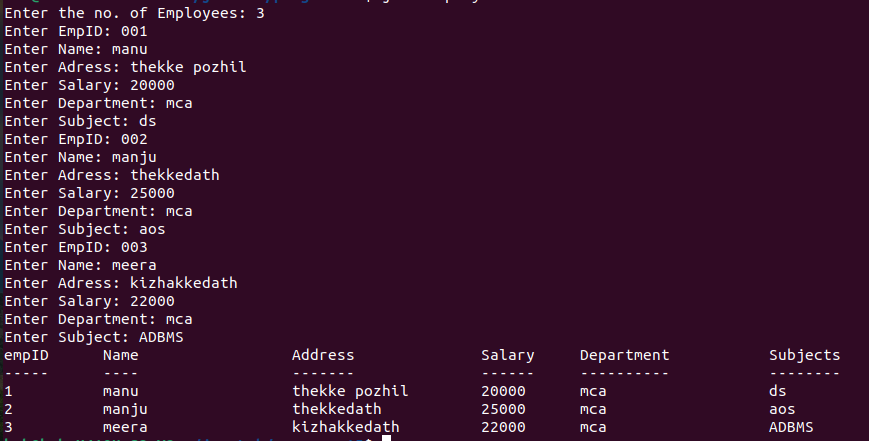 Enter the no. of Employees: 3
Enter EmpID: 001
Enter Name: manu
Enter Adress: thekke pozhil
Enter Salary: 20000
Enter Department: mca
Enter Subject: ds
Enter EmpID: 002
Enter Name: manju
Enter Adress: thekkedath
Enter Salary: 25000
Enter Department: mca
Enter Subject: aos
Enter EmpID: 003
Enter Name: meera
Enter Adress: kizhakkedath
Enter Salary: 22000
Enter Department: mca
Enter Subject: ADBMS
empID Name Address Salary Department Subjects
----- ---- ------- ------ ---------- --------
1 manu thekke pozhil 20000 mca ds
2 manju thekkedath 25000 mca aos
3 meera kizhakkedath 22000 mca ADBMS